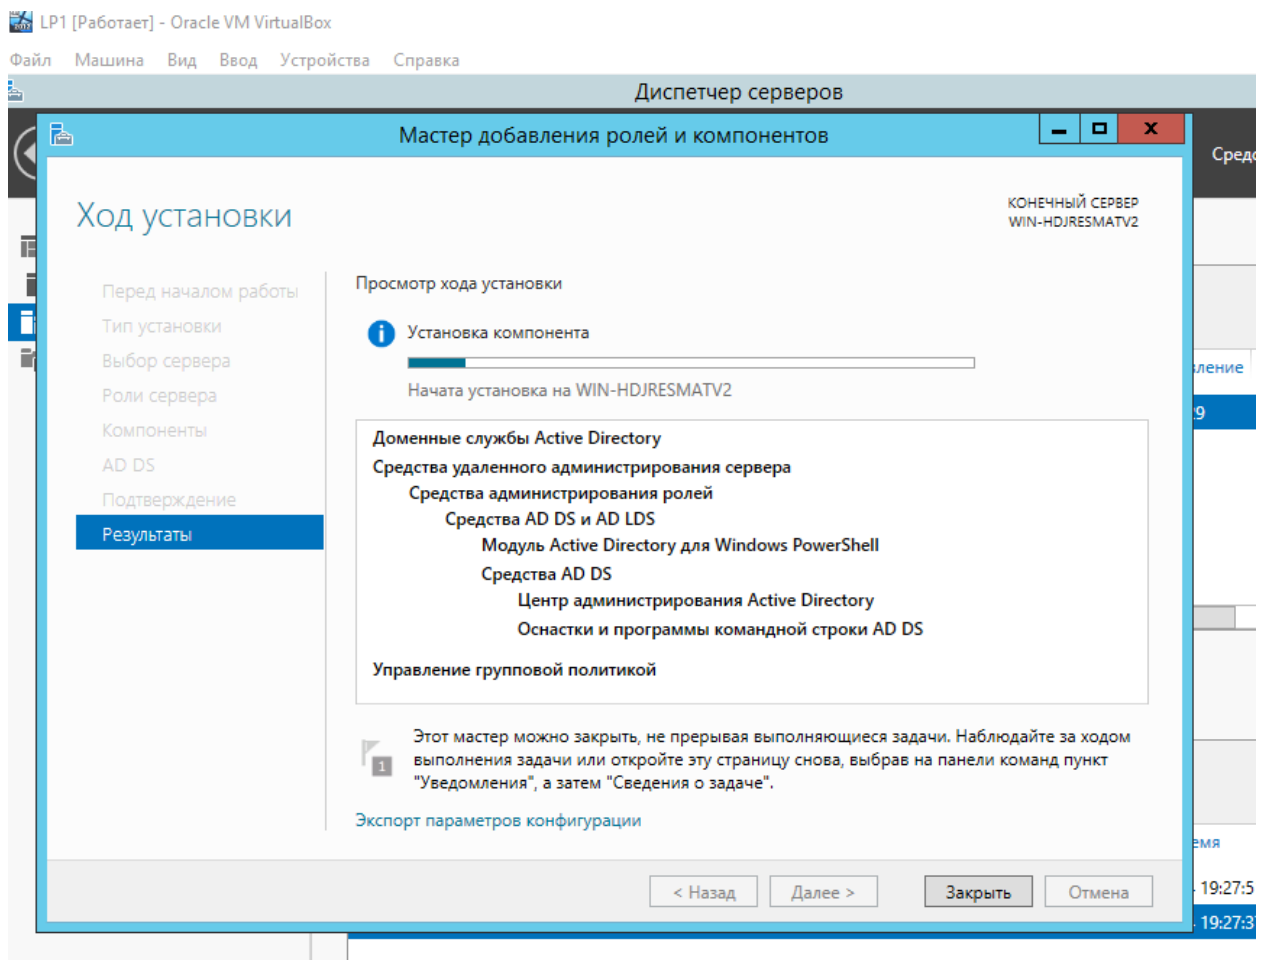 LP1 [Работает] - Oracle VM VirtualBox
Файл Машина Вид Ввод Устройства Справка
Диспетчер серверов
Мастер добавления ролей и компонентов
Ход установки
КОНЕЧНЫЙ СЕРВЕР
WIN-HDJRESMATV2
Перед началом работы
Тип установки
Выбор сервера
Роли сервера
Компоненты
AD DS
Подтверждение
Результаты
Просмотр хода установки
Установка компонента
Начата установка на WIN-HDJRESMATV2
Доменные службы Active Directory
Средства удаленного администрирования сервера
Средства администрирования ролей
Средства AD DS и AD LDS
Модуль Active Directory для Windows PowerShell
Средства AD DS
Центр администрирования Active Directory
Оснастки и программы командной строки AD DS
Управление групповой политикой
1
Этот мастер можно закрыть, не прерывая выполняющиеся задачи. Наблюдайте за ходом
выполнения задачи или откройте эту страницу снова, выбрав на панели команд пункт
"Уведомления", а затем "Сведения о задаче".
Экспорт параметров конфигурации
< Назад Далее > Закрыть Отмена